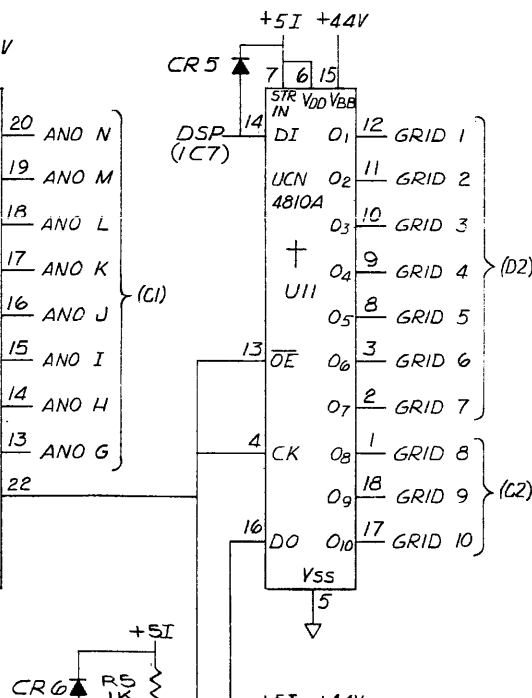 V
+5I +44V
CR5
7 6 15
STR IN VDD VBB
DSP 14 DI O1 12 GRID 1
(1C7)
UCN 4810A
O2 11 GRID 2
O3 10 GRID 3
O4 9 GRID 4
U11
O5 8 GRID 5
13 OE O6 3 GRID 6
O7 2 GRID 7
(D2)
4 CK O8 1 GRID 8
O9 18 GRID 9
16 DO O10 17 GRID 10
(C2)
VSS
5
20 ANO N
19 ANO M
18 ANO L
17 ANO K
16 ANO J
15 ANO I
14 ANO H
13 ANO G
(C1)
22
+5I
CR6 R5
1K
+5I +44V